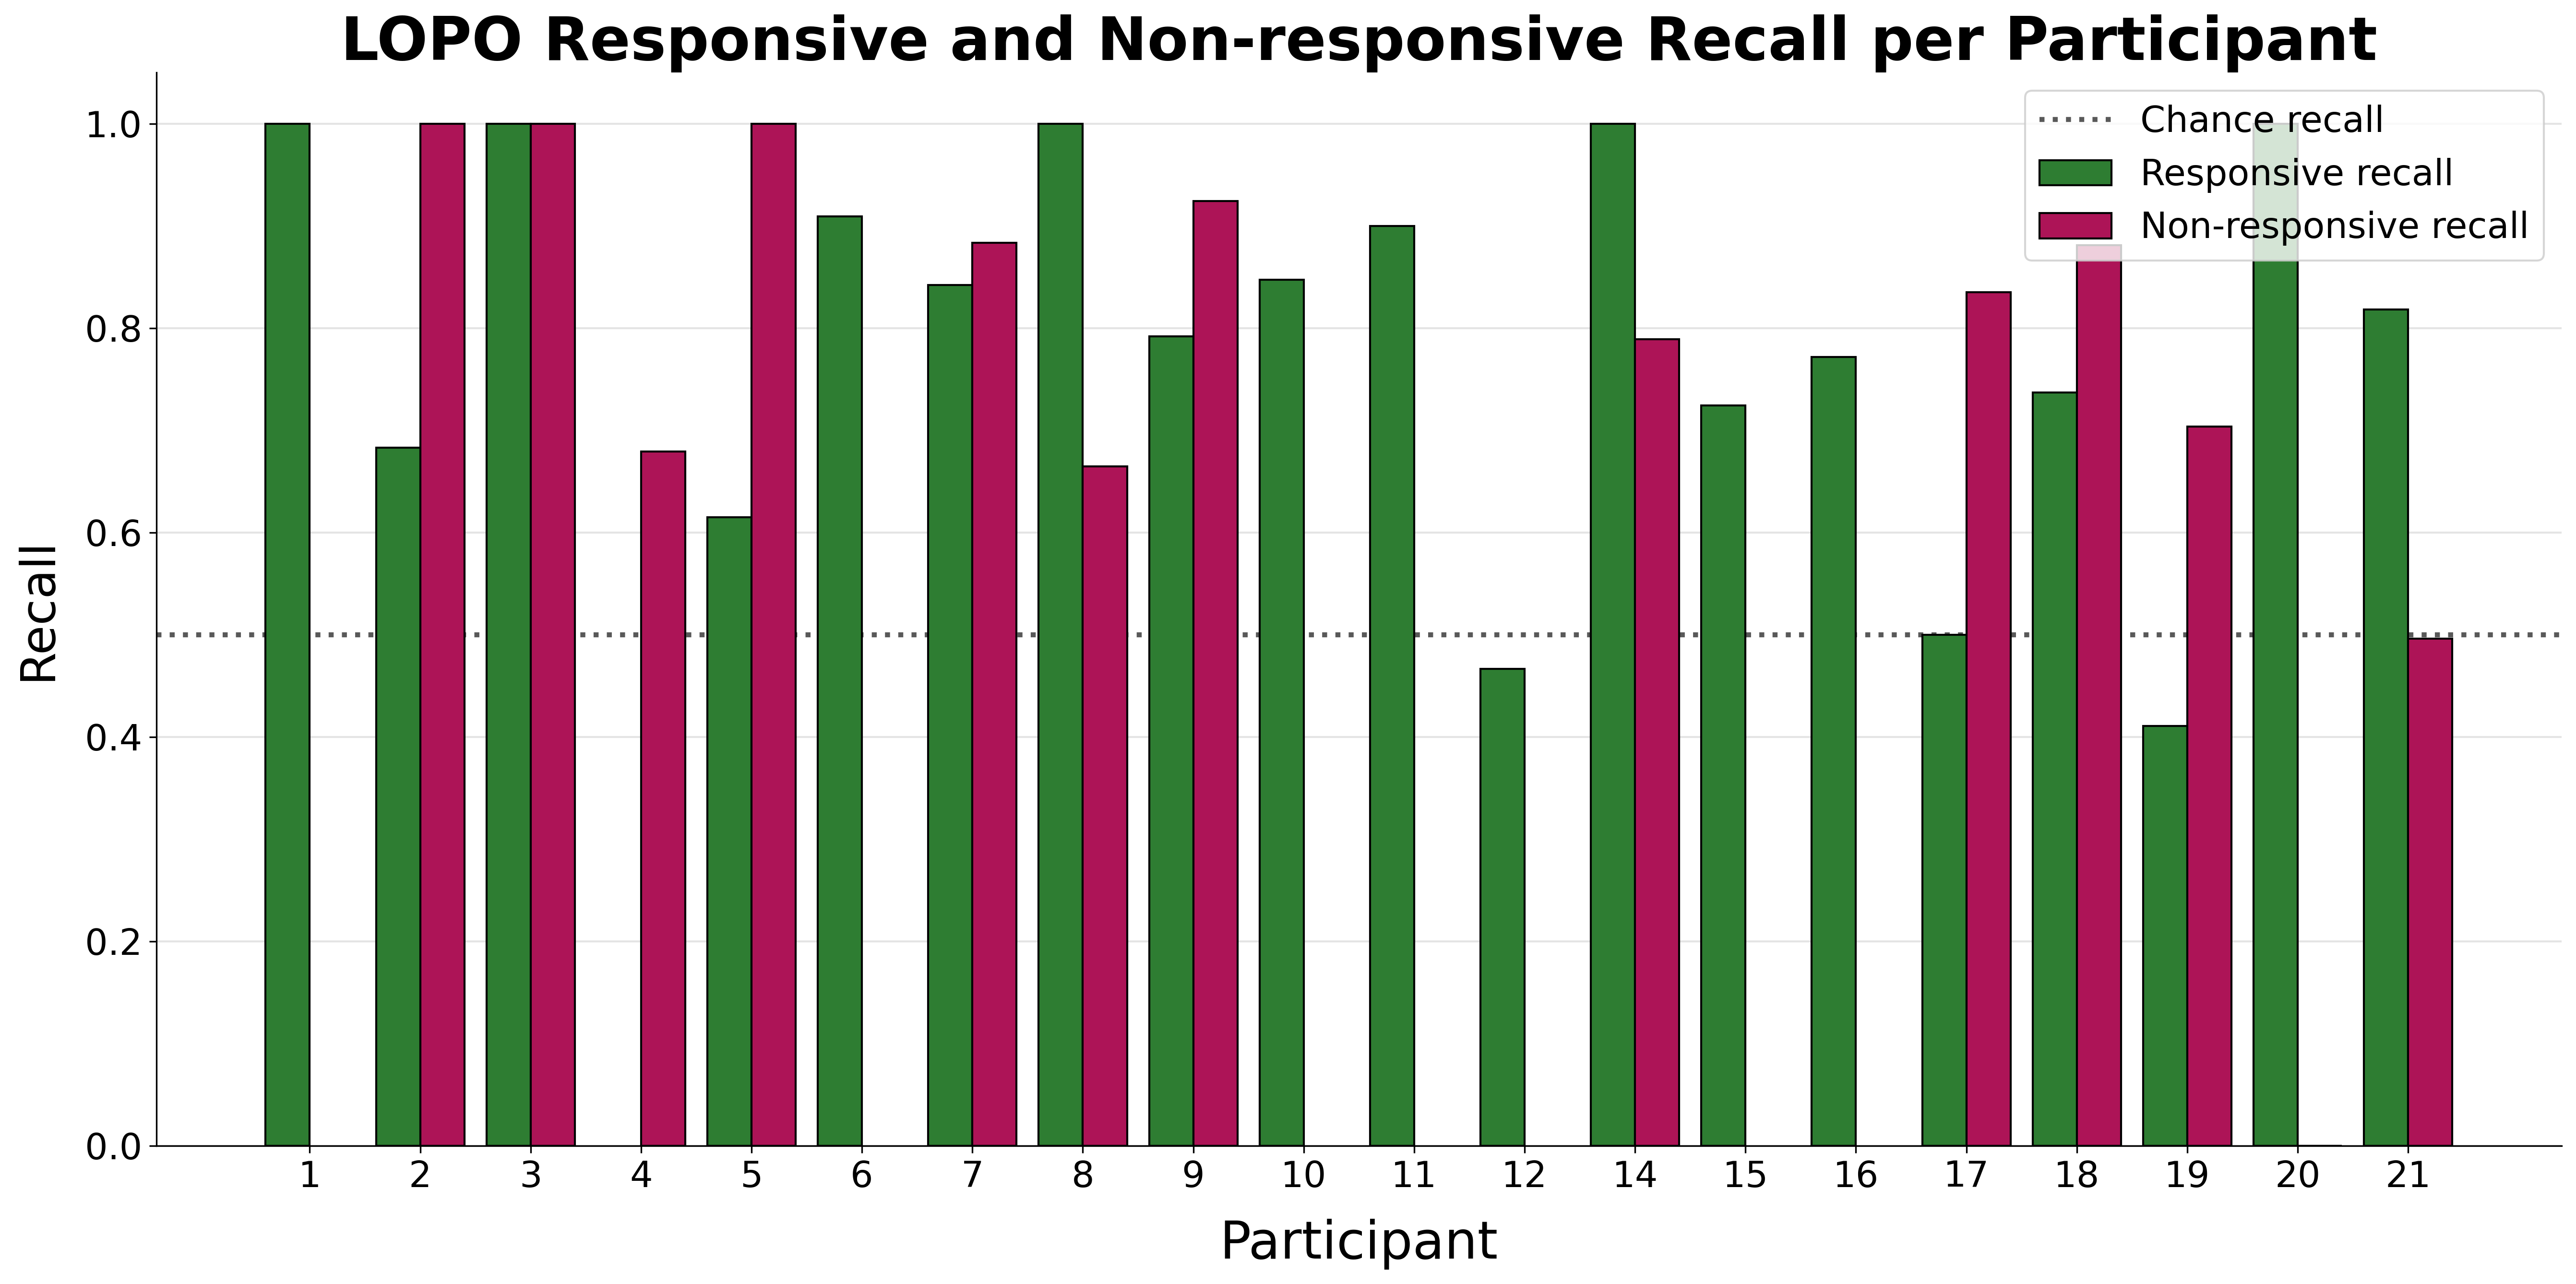 LOPO Responsive and Non-responsive Recall per Participant
Chance recall
Responsive recall
Non-responsive recall
1.0
0.8
0.6
0.4
0.2
0.0
Recall
1 2 3 4 5 6 7 8 9 10 11 12 14 15 16 17 18 19 20 21
Participant